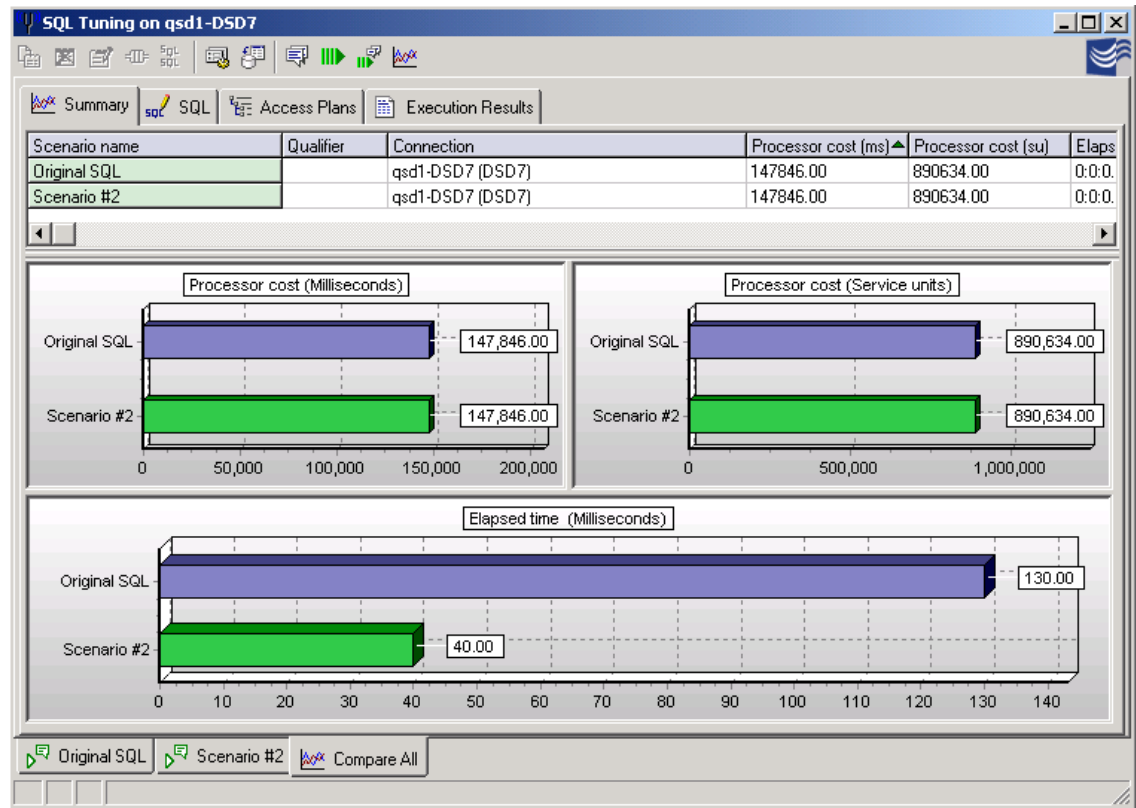 SQL Tuning on qsd1-DSD7
SQL
SQL
Summary
SQL
SQL
Access Plans
Execution Results
Scenario name Qualifier Connection Processor cost (ms) Processor cost (su) Elaps
Original SQL qsd1-DSD7 (DSD7) 147846.00 890634.00 0:0:0.
Scenario #2 qsd1-DSD7 (DSD7) 147846.00 890634.00 0:0:0.
Processor cost (Milliseconds)
Original SQL 147,846.00
Scenario #2 147,846.00
0 50,000 100,000 150,000 200,000
Processor cost (Service units)
Original SQL 890,634.00
Scenario #2 890,634.00
0 500,000 1,000,000
Elapsed time (Milliseconds)
Original SQL 130.00
Scenario #2 40.00
0 10 20 30 40 50 60 70 80 90 100 110 120 130 140
Original SQL
Scenario #2
Compare All